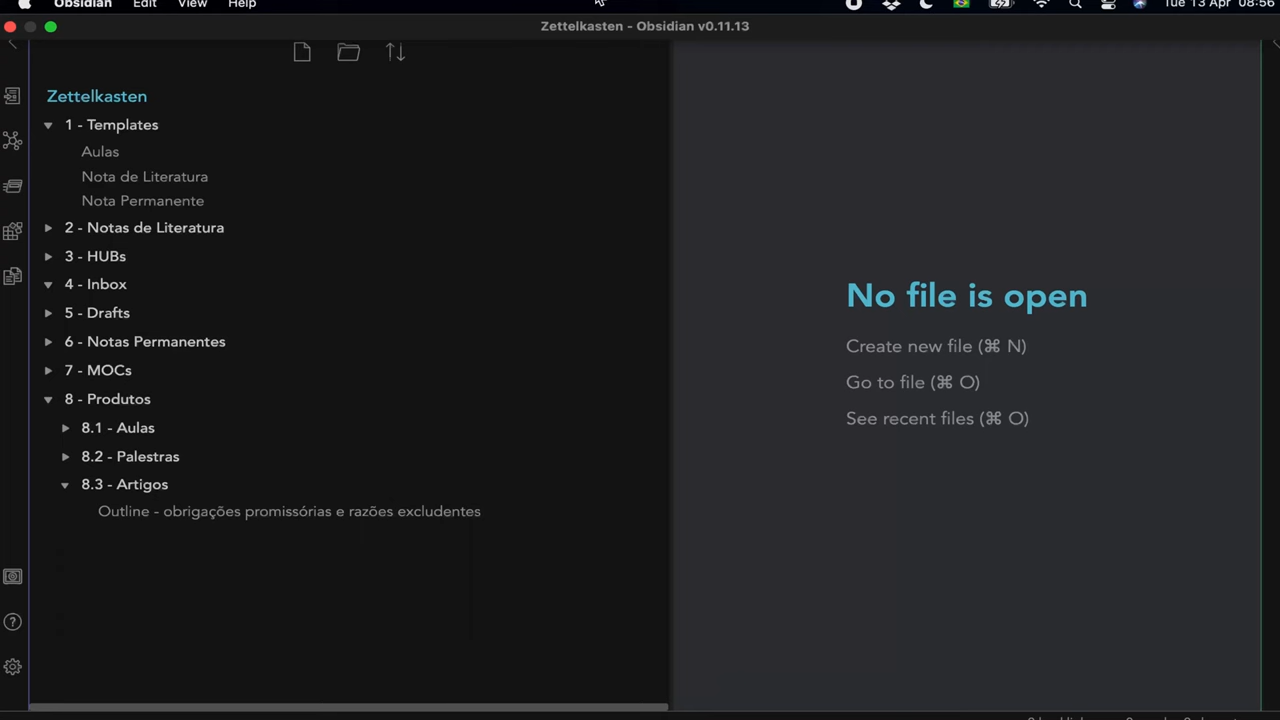 Obsidian Edit View Help Tue 13 Apr 08:56
Zettelkasten - Obsidian v0.11.13
Zettelkasten
1 - Templates
Aulas
Nota de Literatura
Nota Permanente
2 - Notas de Literatura
3 - HUBs
4 - Inbox
5 - Drafts
6 - Notas Permanentes
7 - MOCs
8 - Produtos
8.1 - Aulas
8.2 - Palestras
8.3 - Artigos
Outline - obrigações promissórias e razões excludentes
No file is open
Create new file (⌘ N)
Go to file (⌘ O)
See recent files (⌘ O)